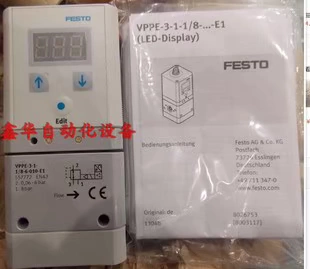 FESTO
Edit
鑫华自动化设备
VPPE-3-1-
1/8-6-010-E1
CE
VPPE-3-1-1/8-...-E1
(LED-Display)
FESTO
Bedienungsanleitung
Festo AG & Co. KG
Postfach
Esslingen
Deutschland
Telefon:
www.festo.com
Original: de